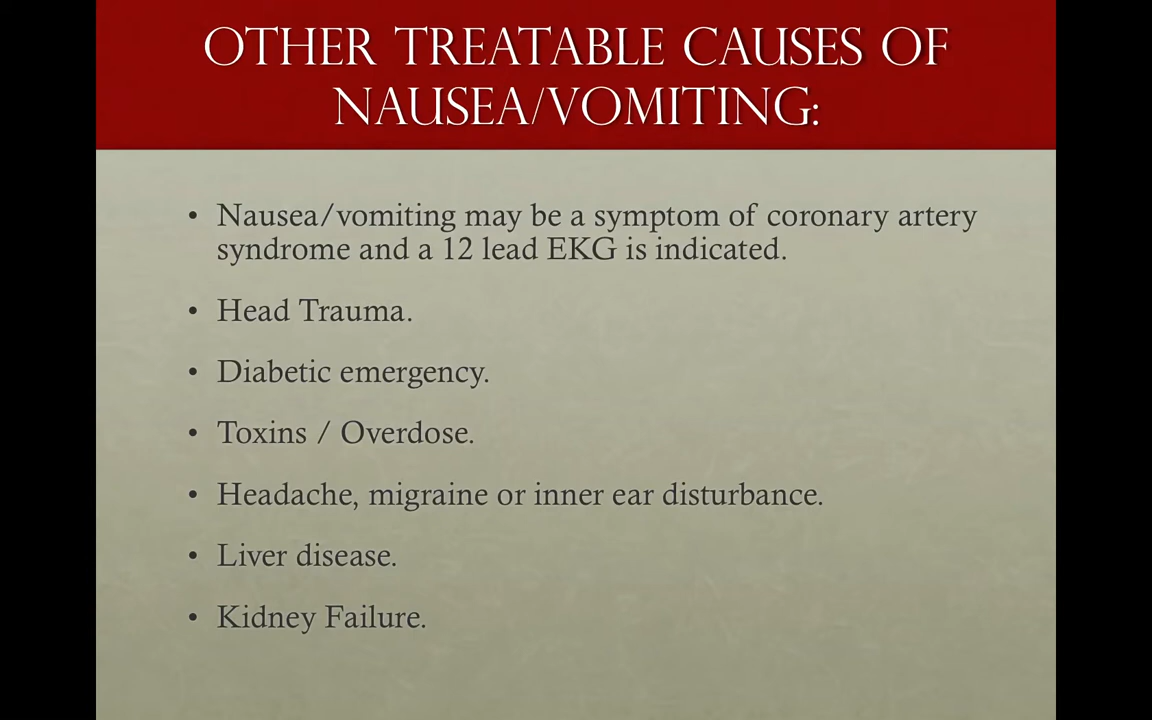 OTHER TREATABLE CAUSES OF
NAUSEA/VOMITING:
• Nausea/vomiting may be a symptom of coronary artery
syndrome and a 12 lead EKG is indicated.
• Head Trauma.
• Diabetic emergency.
• Toxins / Overdose.
• Headache, migraine or inner ear disturbance.
• Liver disease.
• Kidney Failure.